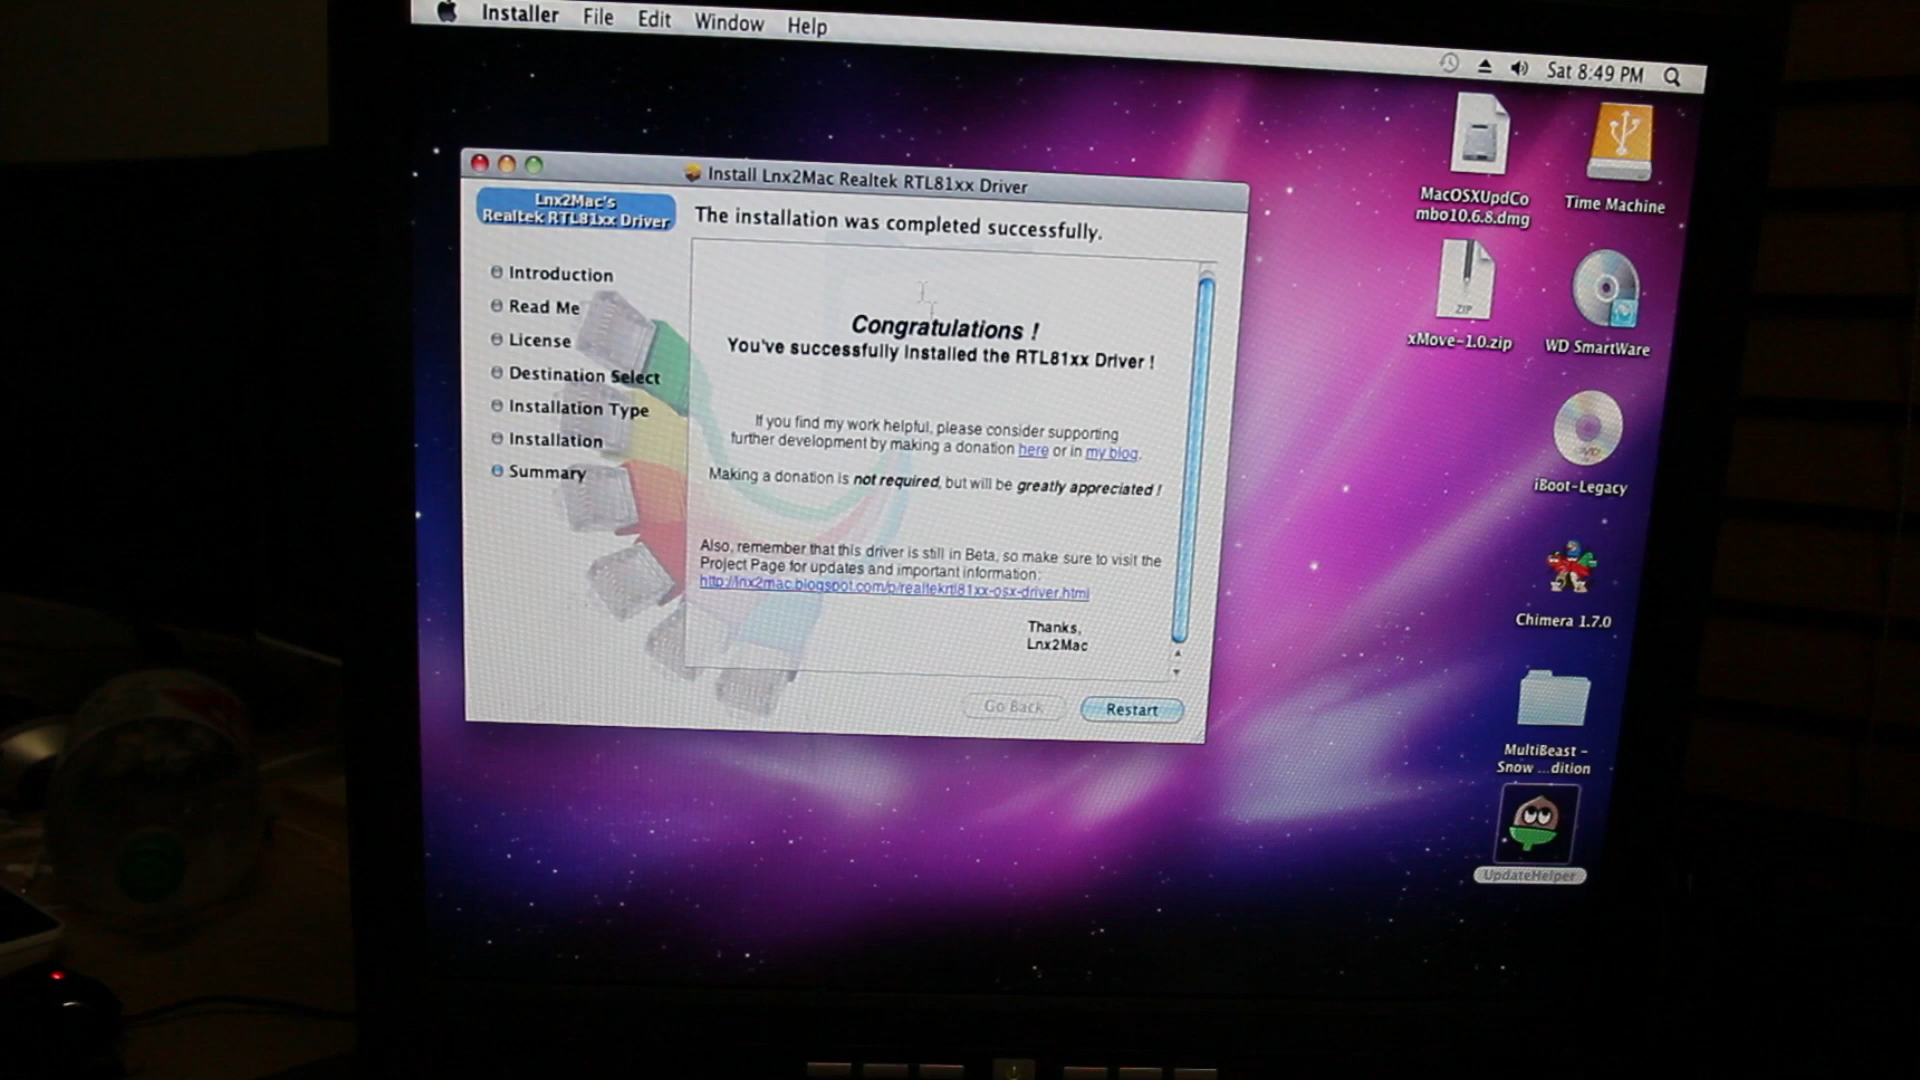 Installer File Edit Window Help
Sat 8:49 PM
Install Lnx2Mac Realtek RTL81xx Driver
Lnx2Mac's
Realtek RTL81xx Driver
The installation was completed successfully.
Introduction
Read Me
License
Destination Select
Installation Type
Installation
Summary
Congratulations !
You've successfully installed the RTL81xx Driver !
If you find my work helpful, please consider supporting
further development by making a donation here or in my blog.
Making a donation is not required, but will be greatly appreciated !
Also, remember that this driver is still in Beta, so make sure to visit the
Project Page for updates and important information:
http://lnx2mac.blogspot.com/p/realtekrtl81xx-osx-driver.html
Thanks,
Lnx2Mac
Go Back
Restart
MacOSXUpdCo
mbo10.6.8.dmg
Time Machine
ZIP
xMove-1.0.zip
WD SmartWare
DVD
iBoot-Legacy
Chimera 1.7.0
MultiBeast -
Snow ...dition
UpdateHelper